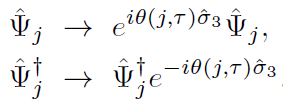 Ψ̂_j → e^{iθ(j,τ)σ̂_3} Ψ̂_j,
Ψ̂_j^† → Ψ̂_j^† e^{−iθ(j,τ)σ̂_3}.